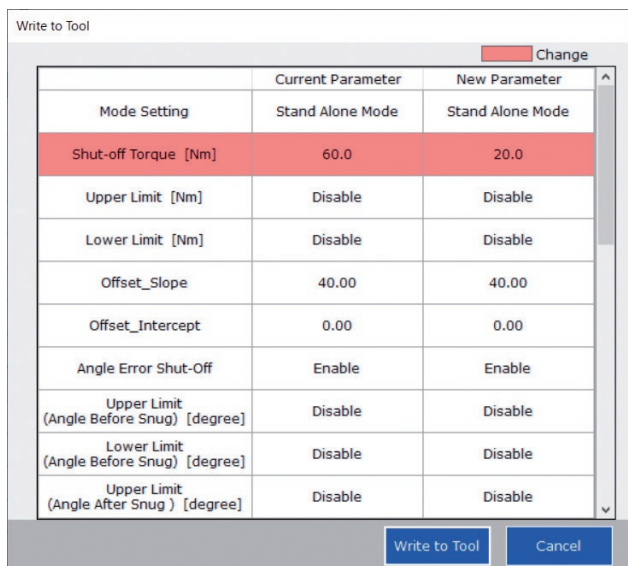 Write to Tool
Change
Current Parameter New Parameter
Mode Setting Stand Alone Mode Stand Alone Mode
Shut-off Torque [Nm] 60.0 20.0
Upper Limit [Nm] Disable Disable
Lower Limit [Nm] Disable Disable
Offset_Slope 40.00 40.00
Offset_Intercept 0.00 0.00
Angle Error Shut-Off Enable Enable
Upper Limit
(Angle Before Snug) [degree] Disable Disable
Lower Limit
(Angle Before Snug) [degree] Disable Disable
Upper Limit
(Angle After Snug ) [degree] Disable Disable
Write to Tool Cancel